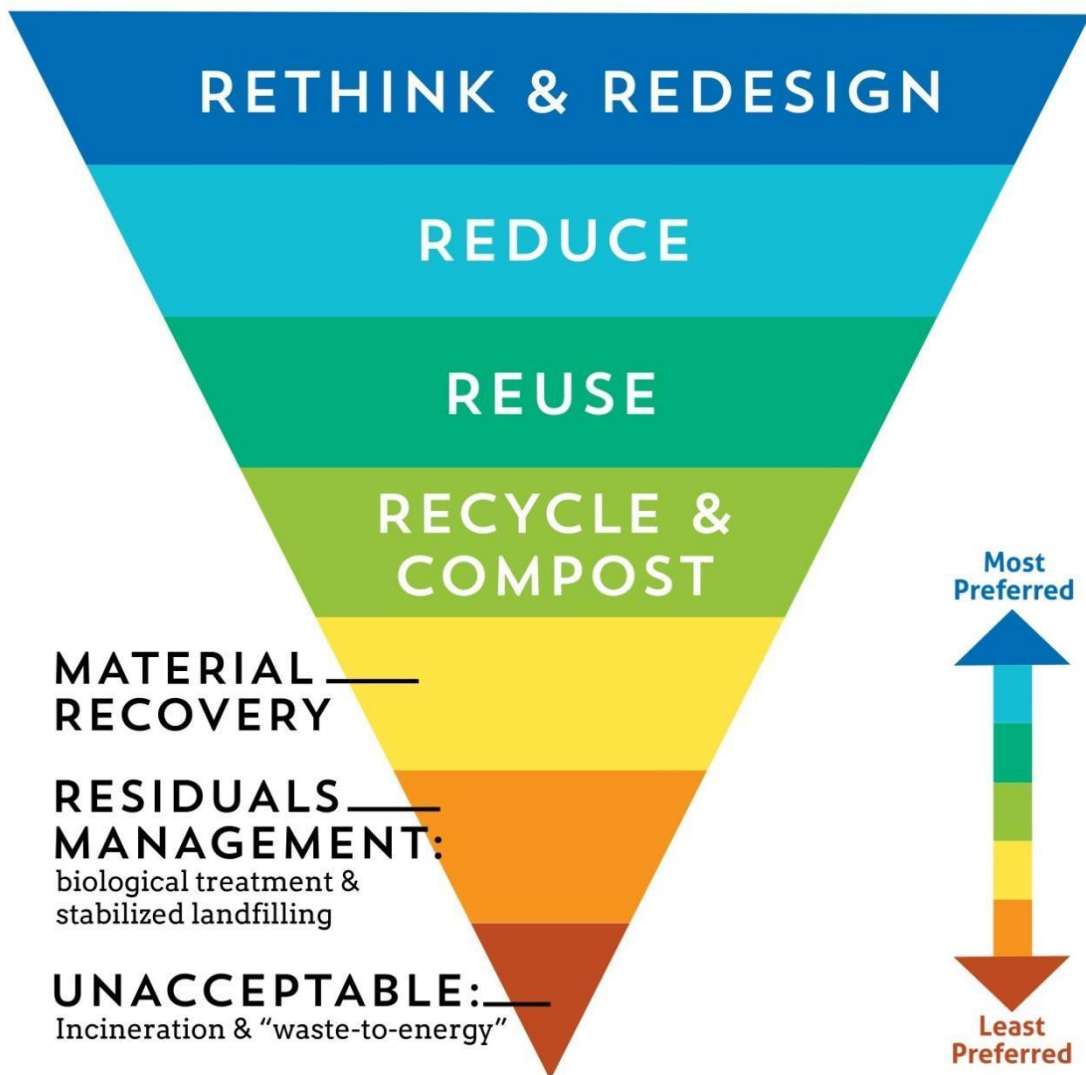 RETHINK & REDESIGN
REDUCE
REUSE
RECYCLE &
COMPOST
MATERIAL
RECOVERY
RESIDUALS
MANAGEMENT:
biological treatment &
stabilized landfilling
UNACCEPTABLE:
Incineration & “waste-to-energy”
Most
Preferred
Least
Preferred